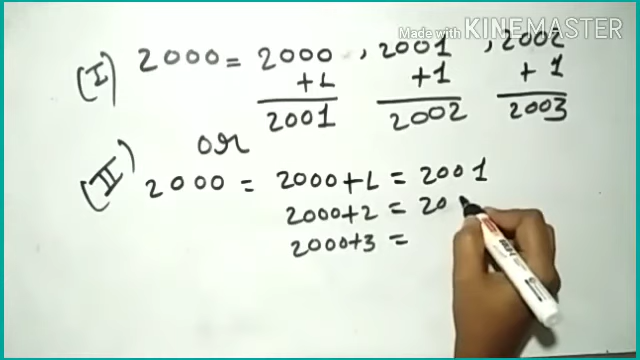 Made with KINEMASTER
(I) 2000 = 2000 , 2001 , 2002
+1 +1 +1
2001 2002 2003
OR
(II) 2000 = 2000+1 = 2001
2000+2 = 20
2000+3 =